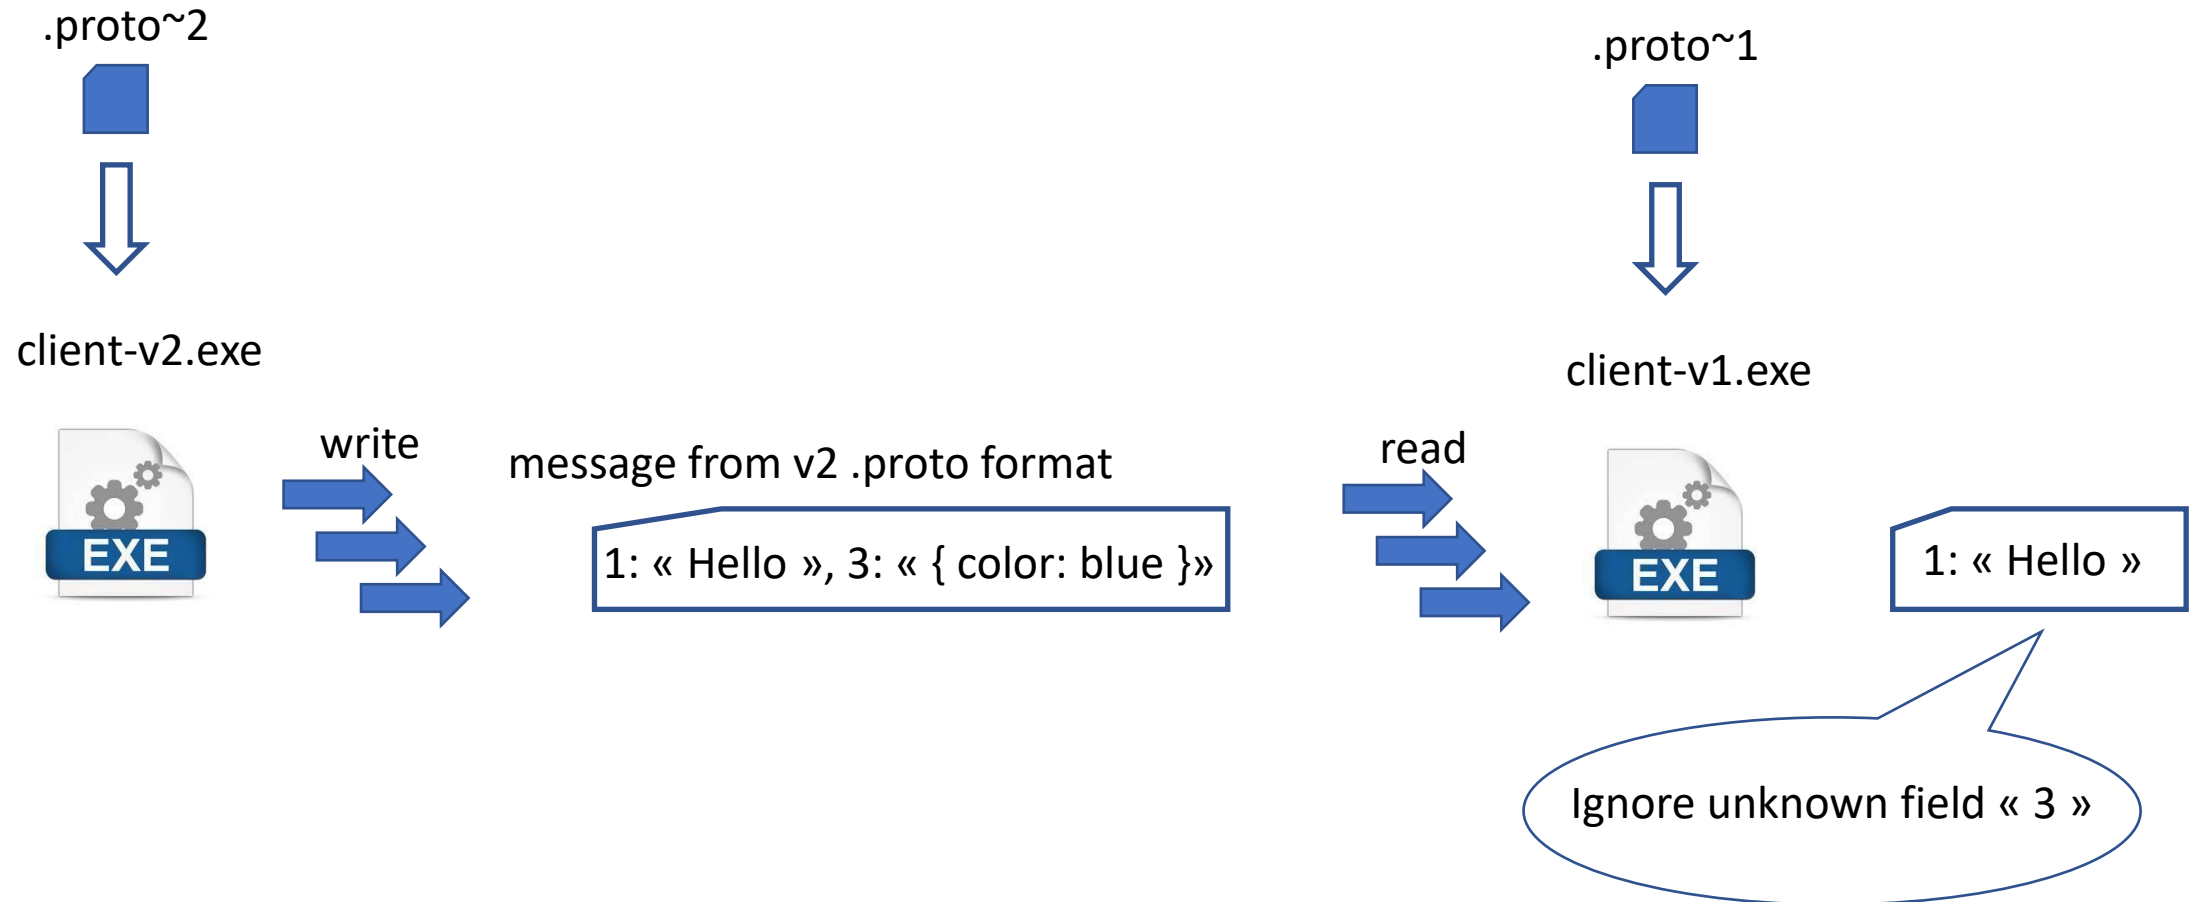 .proto~2
.proto~1
client-v2.exe
client-v1.exe
write
message from v2 .proto format
read
EXE
1: « Hello », 3: « { color: blue }»
EXE
1: « Hello »
Ignore unknown field « 3 »